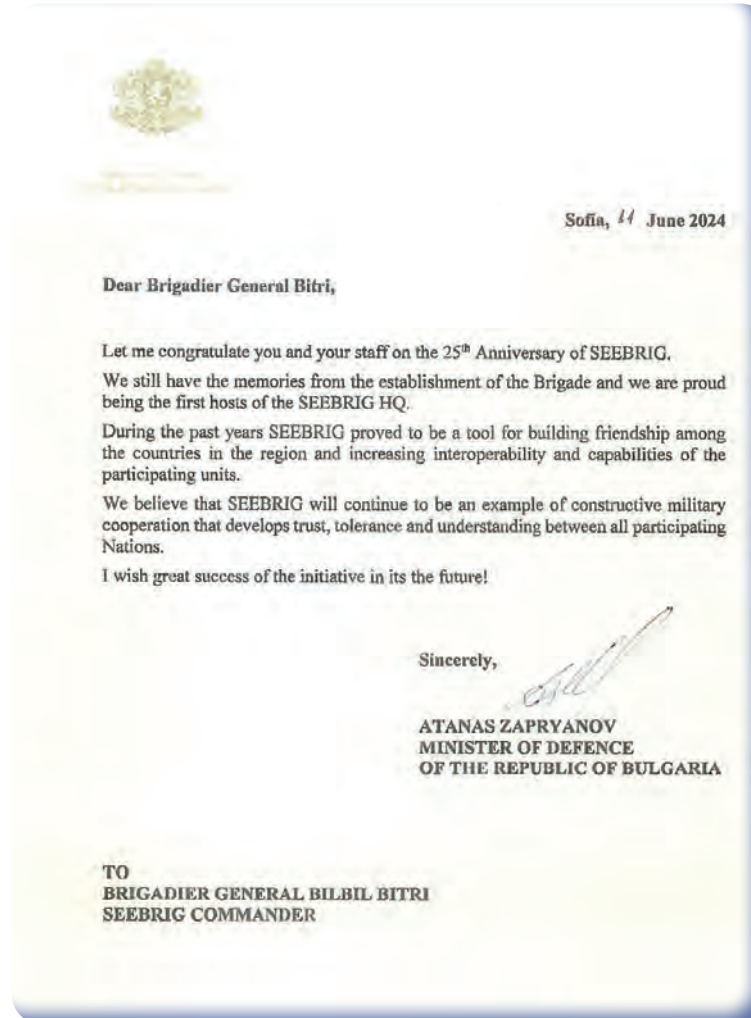 Sofia, 11 June 2024
Dear Brigadier General Bitri,
Let me congratulate you and your staff on the 25th Anniversary of SEEBRIG.
We still have the memories from the establishment of the Brigade and we are proud
being the first hosts of the SEEBRIG HQ.
During the past years SEEBRIG proved to be a tool for building friendship among
the countries in the region and increasing interoperability and capabilities of the
participating units.
We believe that SEEBRIG will continue to be an example of constructive military
cooperation that develops trust, tolerance and understanding between all participating
Nations.
I wish great success of the initiative in its the future!
Sincerely,
ATANAS ZAPRYANOV
MINISTER OF DEFENCE
OF THE REPUBLIC OF BULGARIA
TO
BRIGADIER GENERAL BILBIL BITRI
SEEBRIG COMMANDER